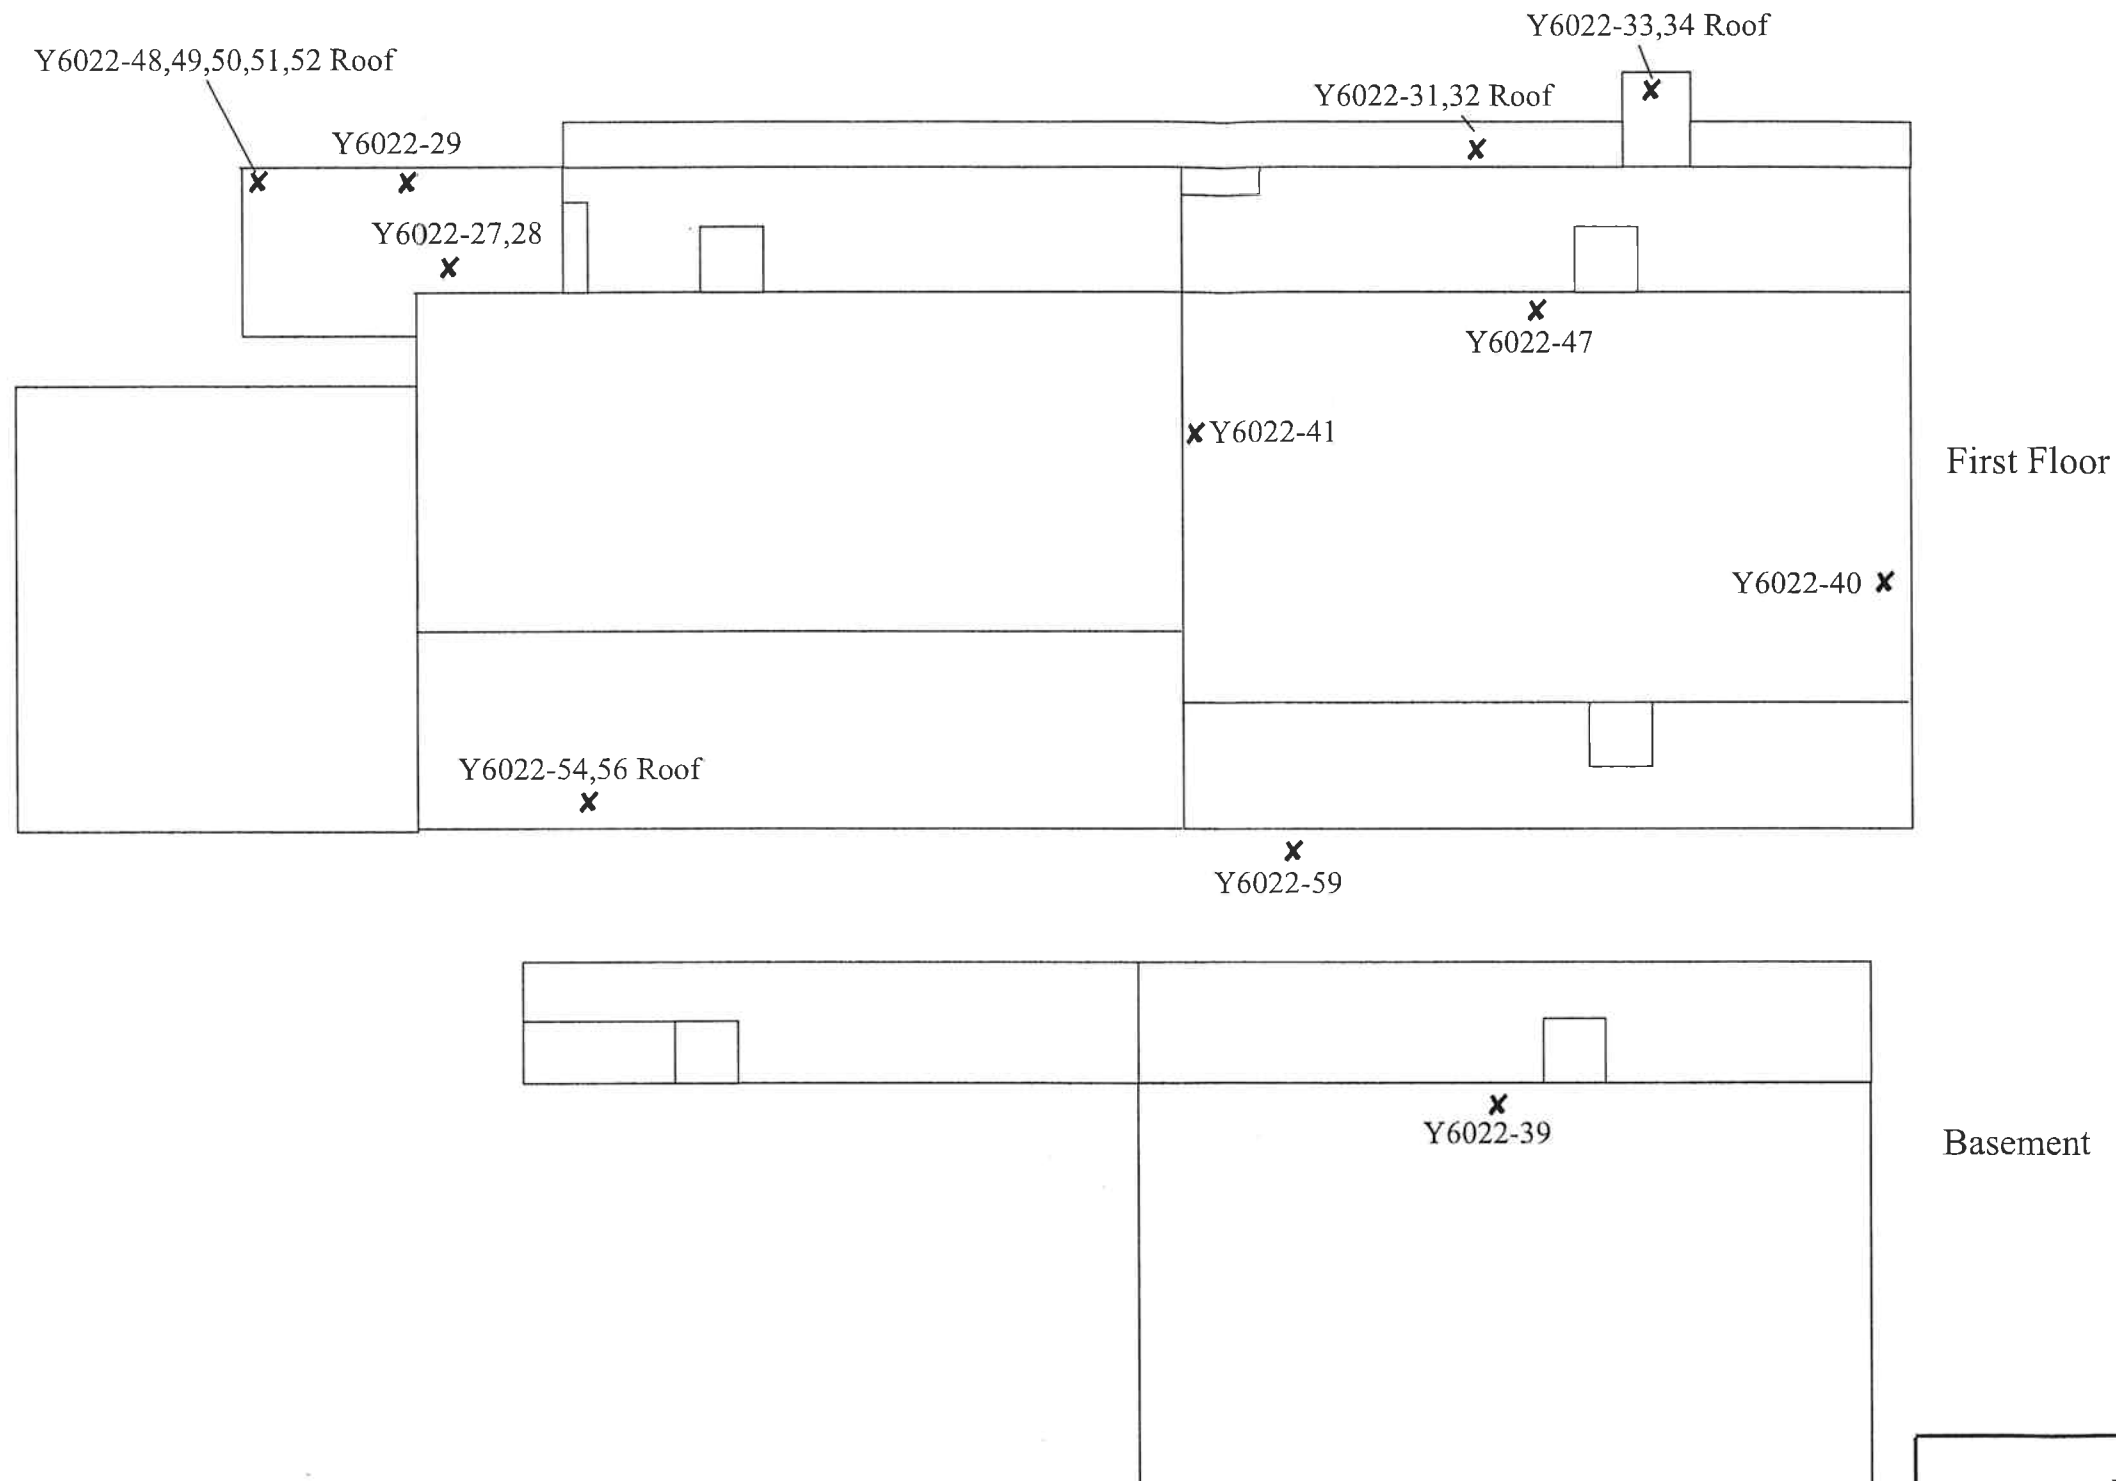 Y6022-33,34 Roof
Y6022-48,49,50,51,52 Roof
Y6022-31,32 Roof
Y6022-29
Y6022-27,28
Y6022-47
Y6022-41
First Floor
Y6022-40
Y6022-54,56 Roof
Y6022-59
Y6022-39
Basement